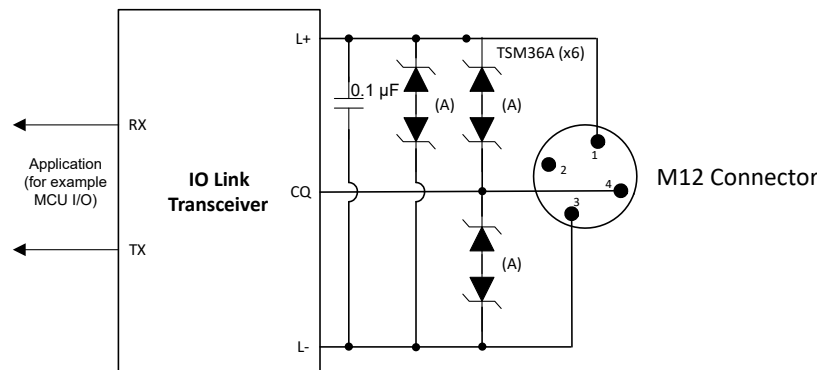 L+
TSM36A (x6)
0.1 µF
(A)
(A)
RX
1
2
Application
(for example
MCU I/O)
IO Link
Transceiver
CQ
4
M12 Connector
3
TX
(A)
L-